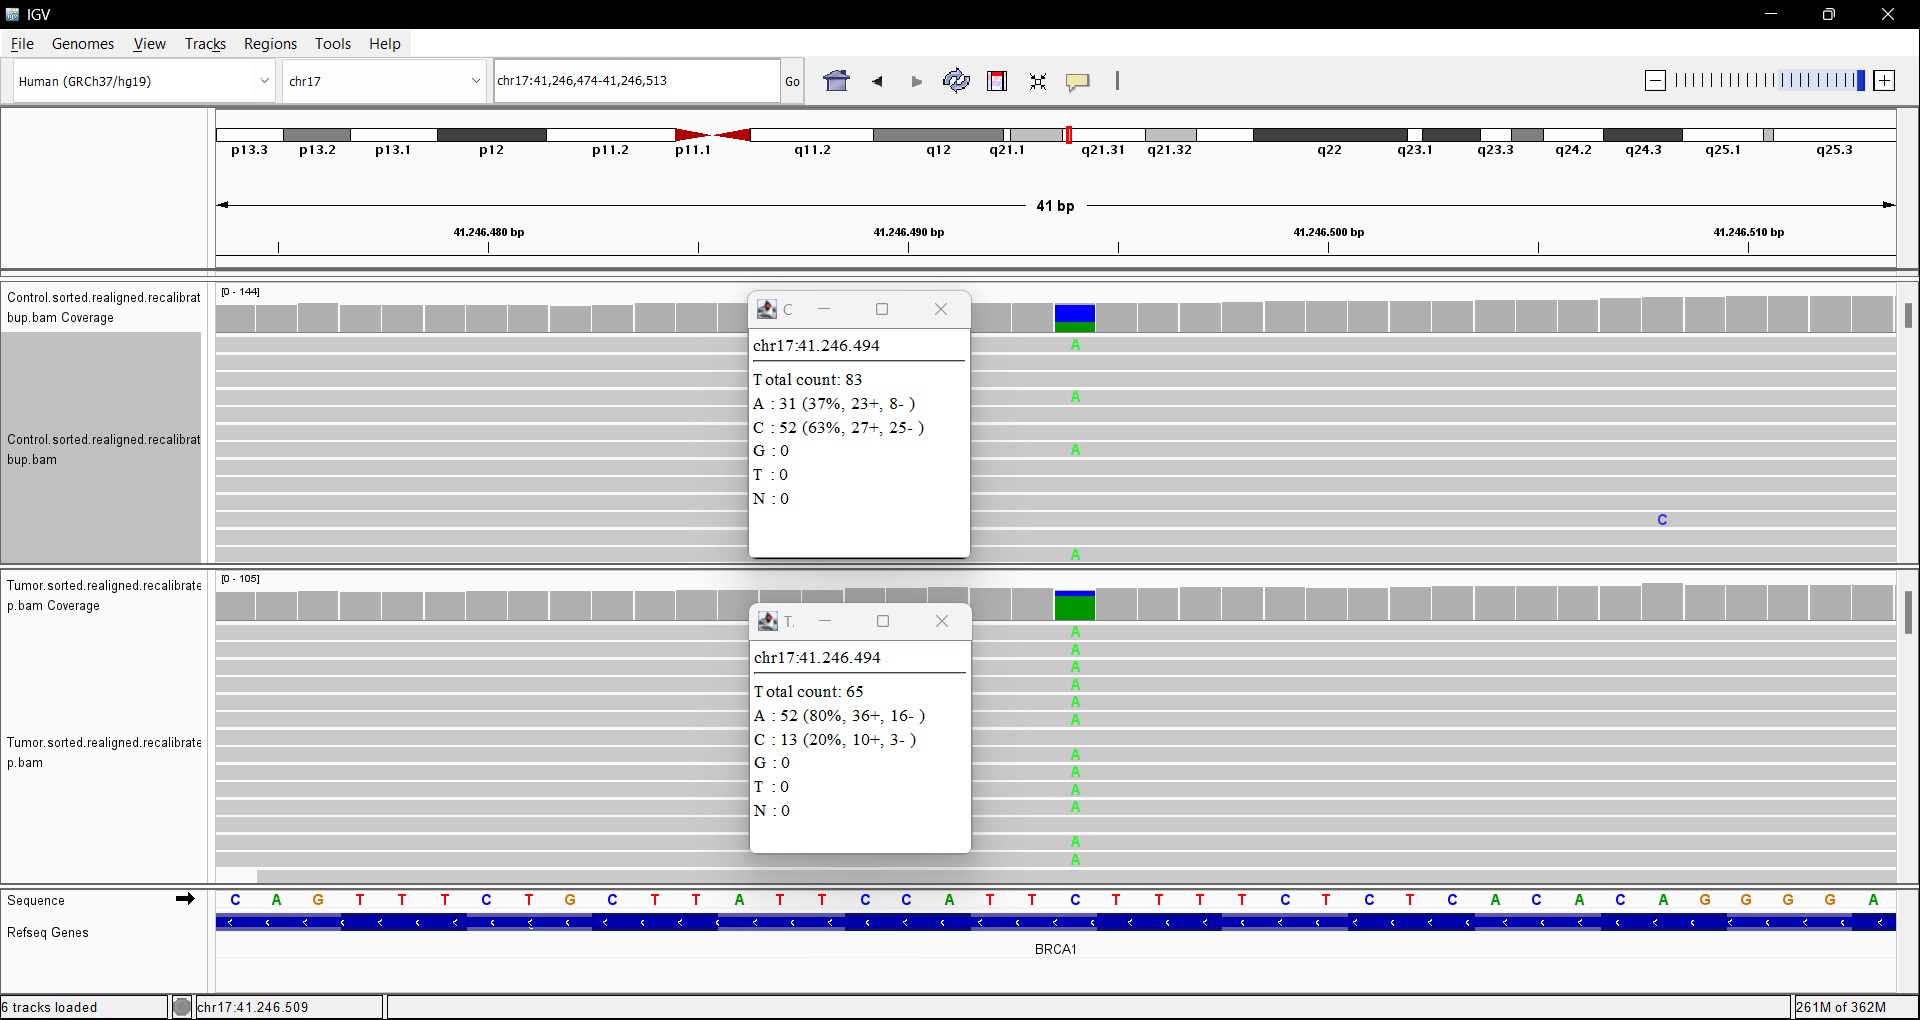 IGV
File Genomes View Tracks Regions Tools Help
Human (GRCh37/hg19) chr17 chr17:41,246,474-41,246,513 Go
p13.3 p13.2 p13.1 p12 p11.2 p11.1 q11.2 q12 q21.1 q21.31 q21.32 q22 q23.1 q23.3 q24.2 q24.3 q25.1 q25.3
41 bp
41.246.480 bp 41.246.490 bp 41.246.500 bp 41.246.510 bp
Control.sorted.realigned.recalibrat
bup.bam Coverage
[0 - 144]
Control.sorted.realigned.recalibrat
bup.bam
A
A
A
C
A
C
chr17:41.246.494
Total count: 83
A : 31 (37%, 23+, 8- )
C : 52 (63%, 27+, 25- )
G : 0
T : 0
N : 0
Tumor.sorted.realigned.recalibrate
p.bam Coverage
[0 - 105]
Tumor.sorted.realigned.recalibrate
p.bam
T.
chr17:41.246.494
Total count: 65
A : 52 (80%, 36+, 16- )
C : 13 (20%, 10+, 3- )
G : 0
T : 0
N : 0
A
A
A
A
A
A
A
A
A
A
A
A
Sequence C A G T T T C T G C T T A T T C C A T T C T T T T C T C T C A C A C A G G G G A
Refseq Genes
BRCA1
6 tracks loaded chr17:41.246.509 261M of 362M